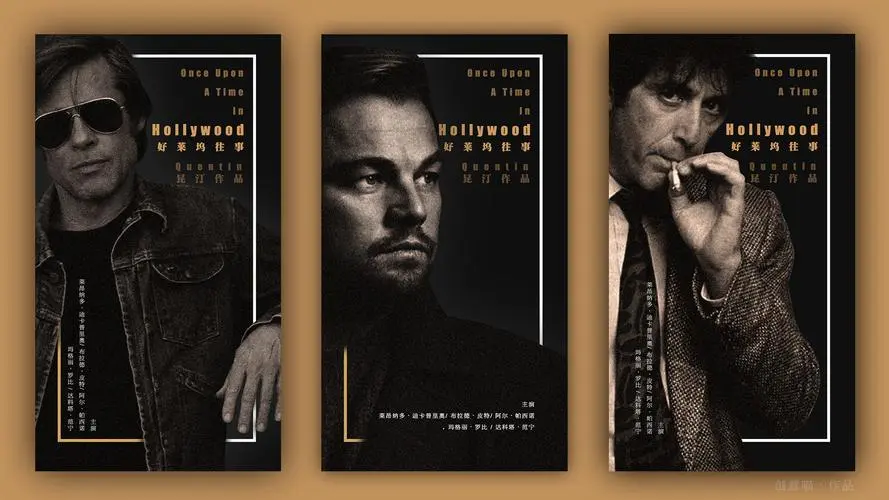 Once Upon
A Time
in
Hollywood
好莱坞往事
Quentin
昆汀作品
莱昂纳多·迪卡普里奥/布拉德·皮特/阿尔·帕西诺
玛格丽·罗比/达科塔·范宁
主演
Once Upon
A Time
in
Hollywood
好莱坞往事
Quentin
昆汀作品
主演
莱昂纳多·迪卡普里奥/布拉德·皮特/阿尔·帕西诺
,玛格丽·罗比/达科塔·范宁
Once Upon
A Time
in
Hollywood
好莱坞往事
Quentin
昆汀作品
莱昂纳多·迪卡普里奥/布拉德·皮特/阿尔·帕西诺
玛格丽·罗比/达科塔·范宁
主演